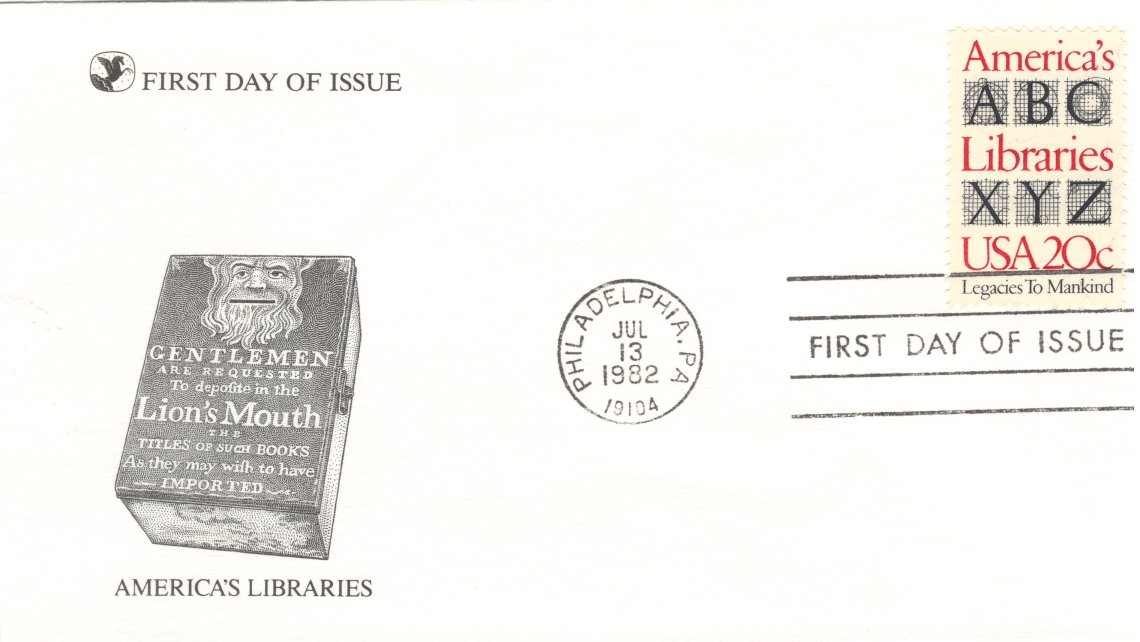 FIRST DAY OF ISSUE
America's
A B C
Libraries
X Y Z
USA 20c
Legacies To Mankind
PHILADELPHIA, PA
JUL
13
1982
19104
FIRST DAY OF ISSUE
GENTLEMEN
ARE REQUESTED
To depoſite in the
Lion's Mouth
THE
TITLES OF SUCH BOOKS
As they may wiſh to have
IMPORTED
AMERICA'S LIBRARIES